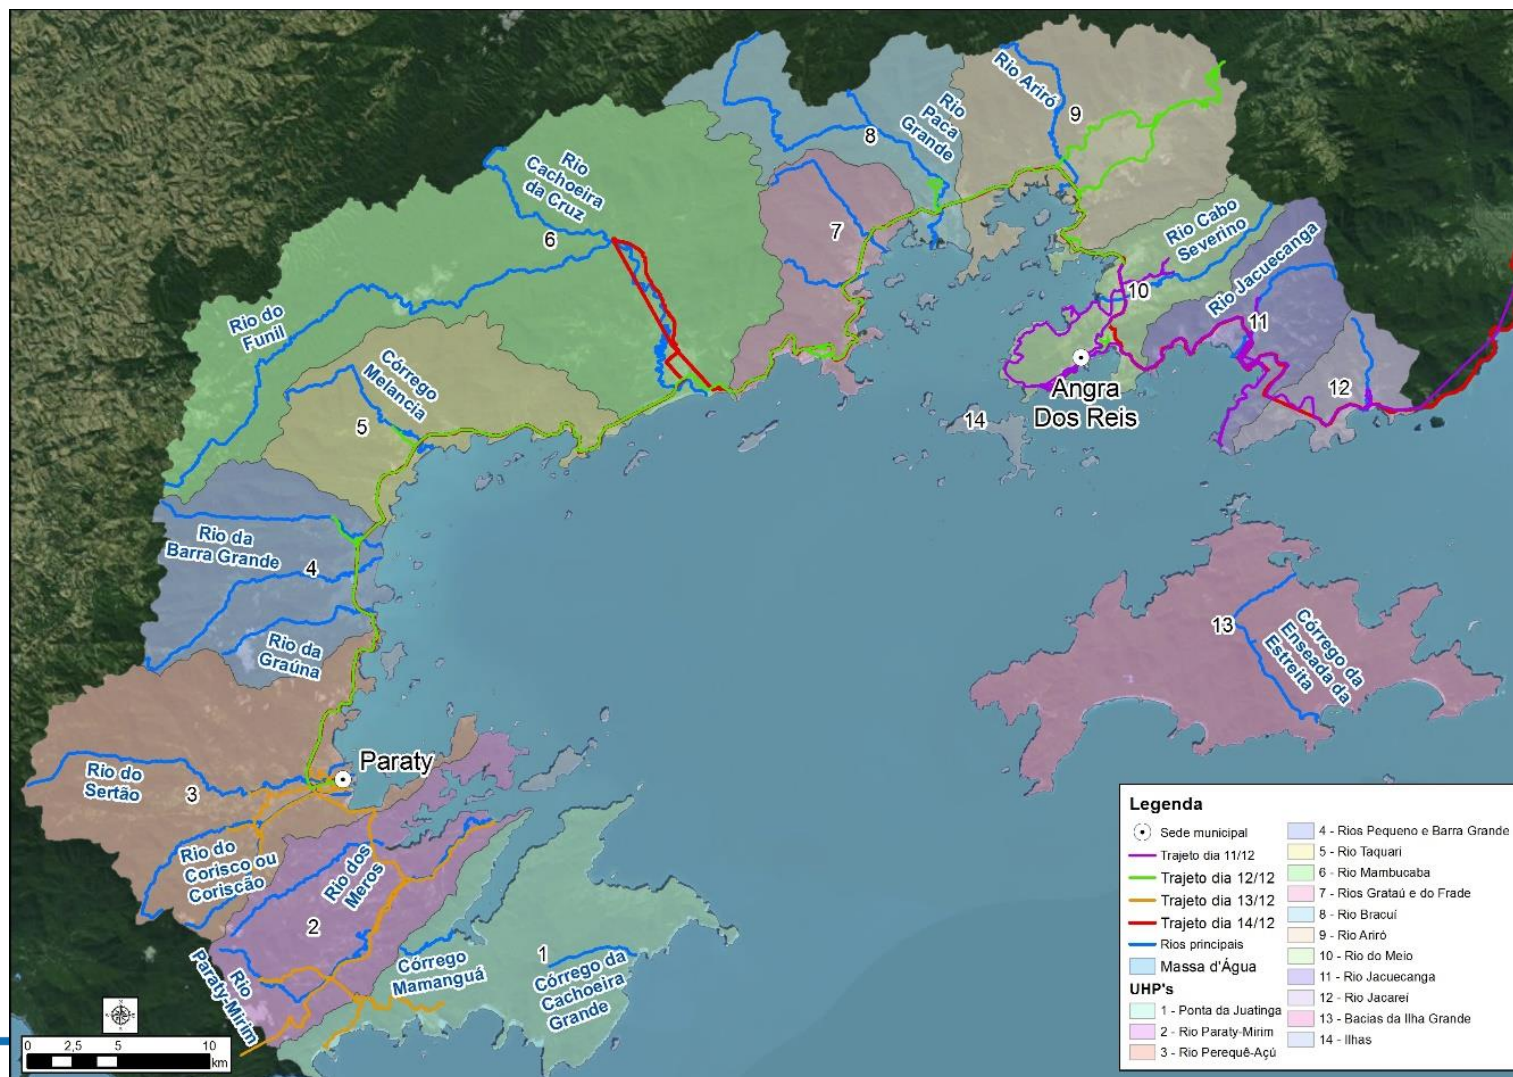 Rio Ariró
9
Rio
Paca
Grande
8
Rio
Cachoeira
da Cruz
6
7
Rio Cabo
Severino
10
Rio Jacuecanga
11
Rio do
Funil
Córrego
Melancia
5
Angra
Dos Reis
12
14
Rio da
Barra Grande
4
Rio da
Graúna
13
Córrego da
Enseada da
Estreita
Paraty
Rio do
Sertão
3
Rio do
Corisco ou
Coriscão
Rio dos
Meros
2
Rio
Paraty-Mirim
Córrego
Mamanguá
1
Córrego da
Cachoeira
Grande
0 2,5 5 10
km
Legenda
Sede municipal
Trajeto dia 11/12
Trajeto dia 12/12
Trajeto dia 13/12
Trajeto dia 14/12
Rios principais
Massa d'Água
UHP's
1 - Ponta da Juatinga
2 - Rio Paraty-Mirim
3 - Rio Perequê-Açú
4 - Rios Pequeno e Barra Grande
5 - Rio Taquari
6 - Rio Mambucaba
7 - Rios Grataú e do Frade
8 - Rio Bracuí
9 - Rio Ariró
10 - Rio do Meio
11 - Rio Jacuecanga
12 - Rio Jacareí
13 - Bacias da Ilha Grande
14 - Ilhas